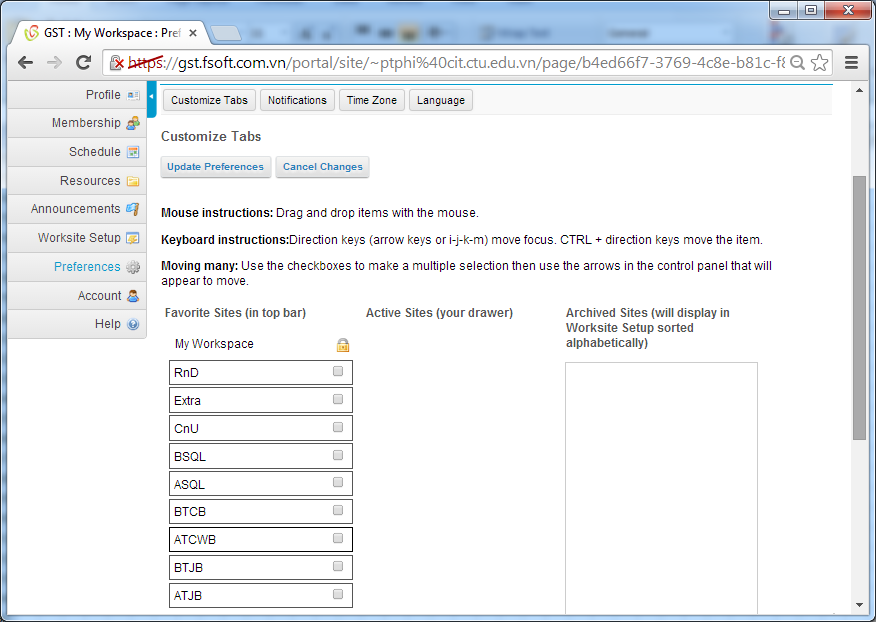 GST : My Workspace : Pref
https://gst.fsoft.com.vn/portal/site/~ptphi%40cit.ctu.edu.vn/page/b4ed66f7-3769-4c8e-b81c-f8
Profile
Membership
Schedule
Resources
Announcements
Worksite Setup
Preferences
Account
Help
Customize Tabs Notifications Time Zone Language
Customize Tabs
Update Preferences Cancel Changes
Mouse instructions: Drag and drop items with the mouse.
Keyboard instructions:Direction keys (arrow keys or i-j-k-m) move focus. CTRL + direction keys move the item.
Moving many: Use the checkboxes to make a multiple selection then use the arrows in the control panel that will
appear to move.
Favorite Sites (in top bar)
My Workspace
RnD
Extra
CnU
BSQL
ASQL
BTCB
ATCWB
BTJB
ATJB
Active Sites (your drawer)
Archived Sites (will display in
Worksite Setup sorted
alphabetically)